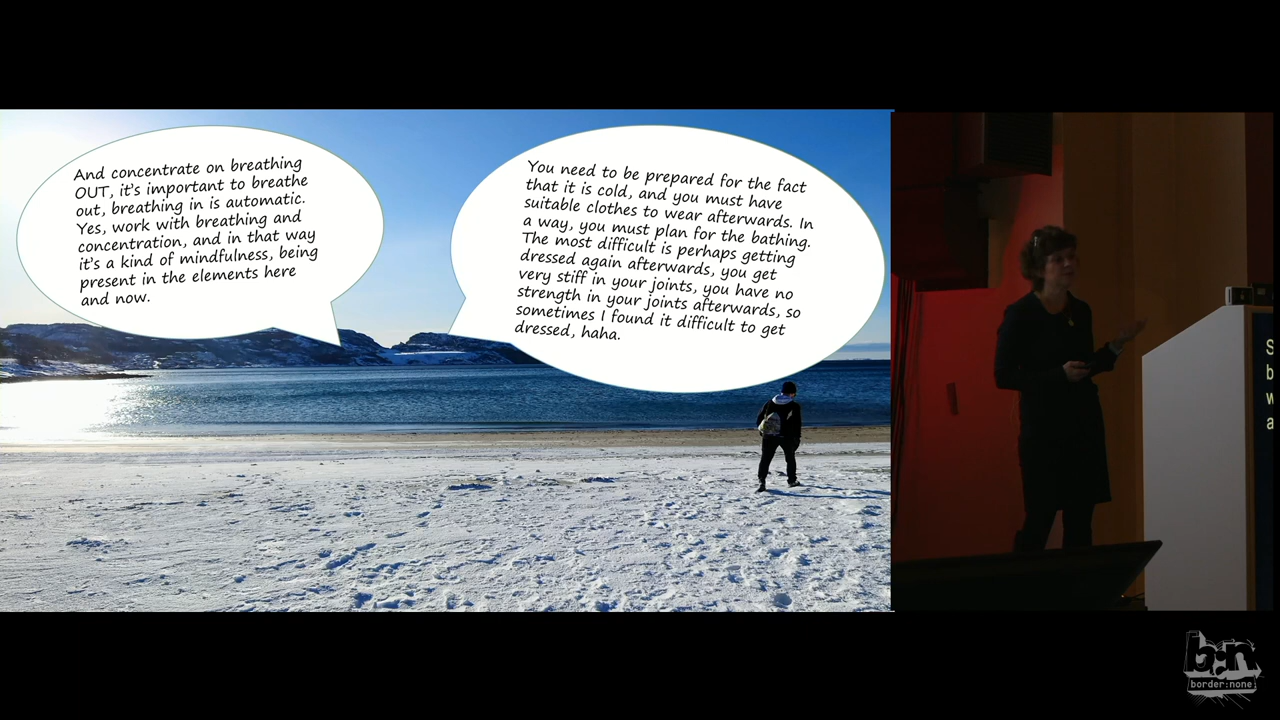 And concentrate on breathing
OUT, it's important to breathe
out, breathing in is automatic.
Yes, work with breathing and
concentration, and in that way
it's a kind of mindfulness, being
present in the elements here
and now.
You need to be prepared for the fact
that it is cold, and you must have
suitable clothes to wear afterwards. In
a way, you must plan for the bathing.
The most difficult is perhaps getting
dressed again afterwards, you get
very stiff in your joints, you have no
strength in your joints afterwards, so
sometimes I found it difficult to get
dressed, haha.
S
b
w
a
b:n
border:none